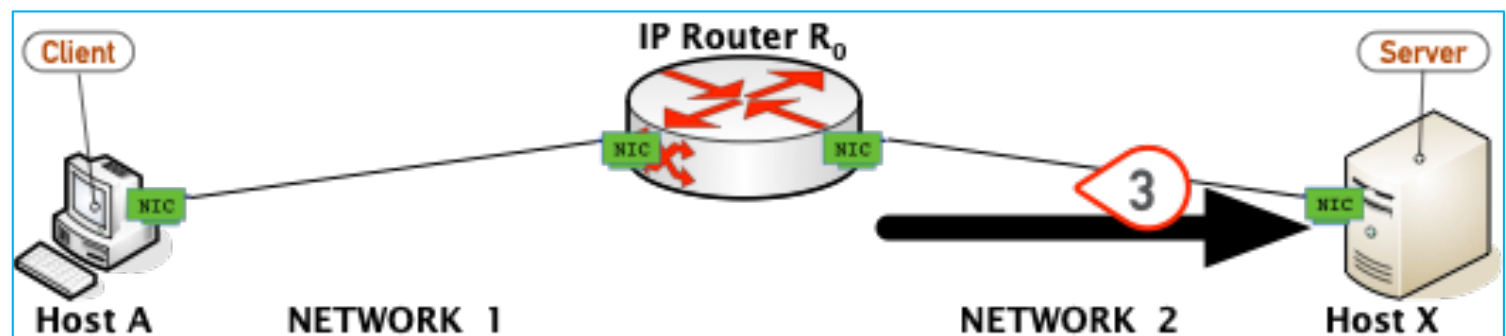 Client
IP Router R₀
Server
NIC
NIC
NIC
3
NIC
Host A
NETWORK 1
NETWORK 2
Host X